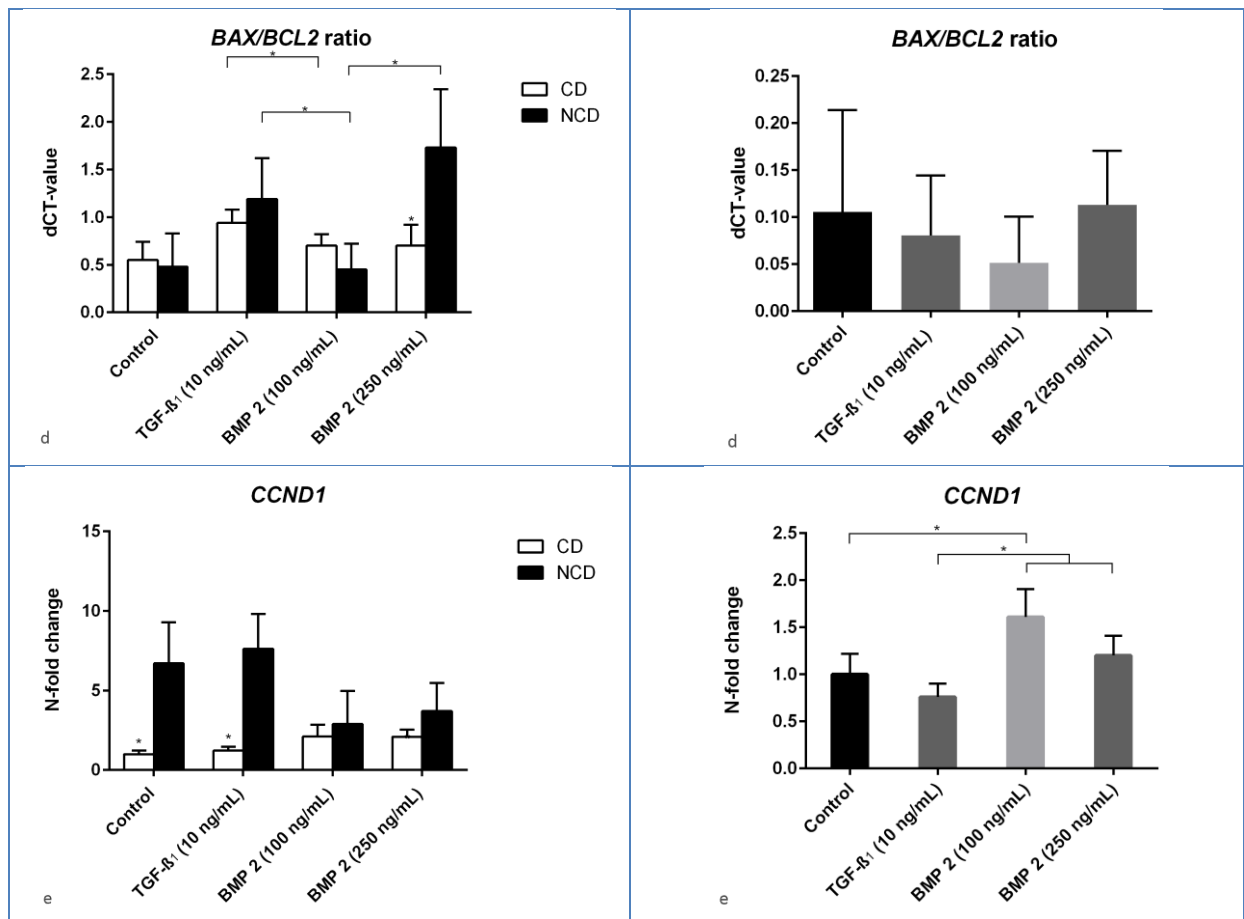 BAX/BCL2 ratio
*
*
*
CD
NCD
dCT-value
2.5
2.0
1.5
1.0
0.5
0.0
*
Control
TGF-ß1 (10 ng/mL)
BMP 2 (100 ng/mL)
BMP 2 (250 ng/mL)
d
BAX/BCL2 ratio
dCT-value
0.25
0.20
0.15
0.10
0.05
0.00
Control
TGF-ß1 (10 ng/mL)
BMP 2 (100 ng/mL)
BMP 2 (250 ng/mL)
d
CCND1
CD
NCD
N-fold change
15
10
5
0
*
*
Control
TGF-ß1 (10 ng/mL)
BMP 2 (100 ng/mL)
BMP 2 (250 ng/mL)
e
CCND1
*
*
N-fold change
2.5
2.0
1.5
1.0
0.5
0.0
Control
TGF-ß1 (10 ng/mL)
BMP 2 (100 ng/mL)
BMP 2 (250 ng/mL)
e